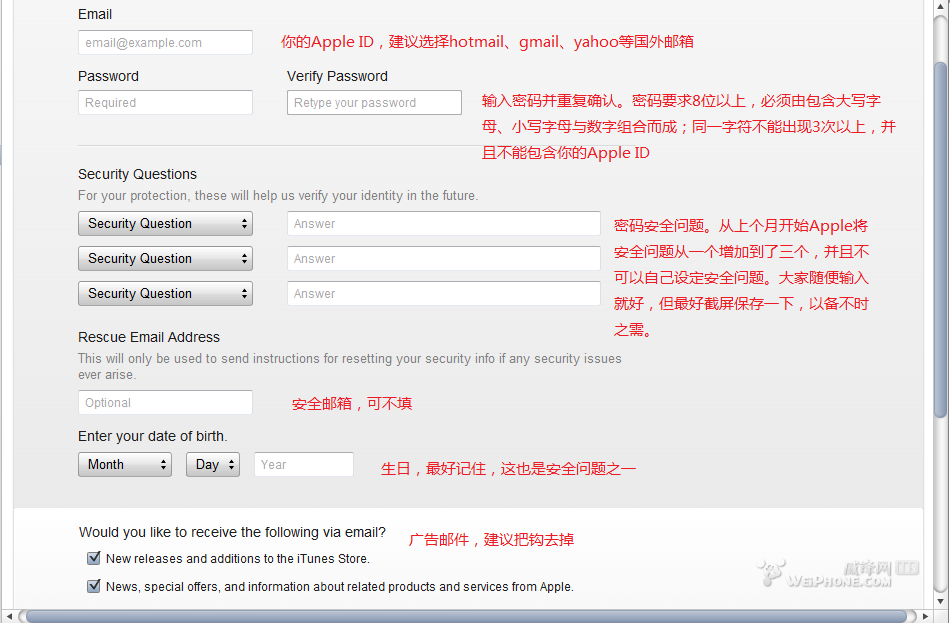 Email
email@example.com
你的Apple ID，建议选择hotmail、gmail、yahoo等国外邮箱
Password
Verify Password
Required
Retype your password
输入密码并重复确认。密码要求8位以上，必须由包含大写字
母、小写字母与数字组合而成；同一字符不能出现3次以上，并
且不能包含你的Apple ID
Security Questions
For your protection, these will help us verify your identity in the future.
Security Question
Answer
Security Question
Answer
Security Question
Answer
密码安全问题。从上个月开始Apple将
安全问题从一个增加到了三个，并且不
可以自己设定安全问题。大家随便输入
就好，但最好截屏保存一下，以备不时
之需。
Rescue Email Address
This will only be used to send instructions for resetting your security info if any security issues
ever arise.
Optional
安全邮箱，可不填
Enter your date of birth.
Month
Day
Year
生日，最好记住，这也是安全问题之一
Would you like to receive the following via email?
广告邮件，建议把钩去掉
New releases and additions to the iTunes Store.
News, special offers, and information about related products and services from Apple.
威锋网
WEIPHONE.COM